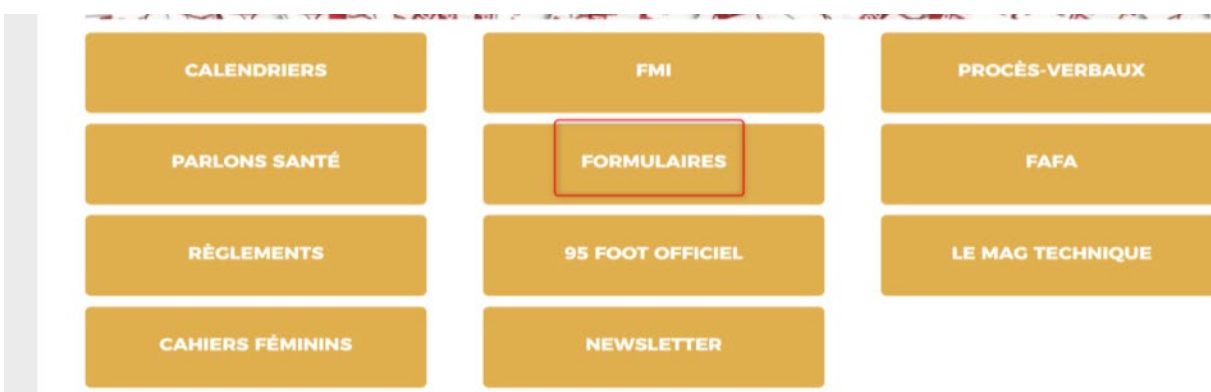 CALENDRIERS
FMI
PROCÈS-VERBAUX
PARLONS SANTÉ
FORMULAIRES
FAFA
RÈGLEMENTS
95 FOOT OFFICIEL
LE MAG TECHNIQUE
CAHIERS FÉMININS
NEWSLETTER